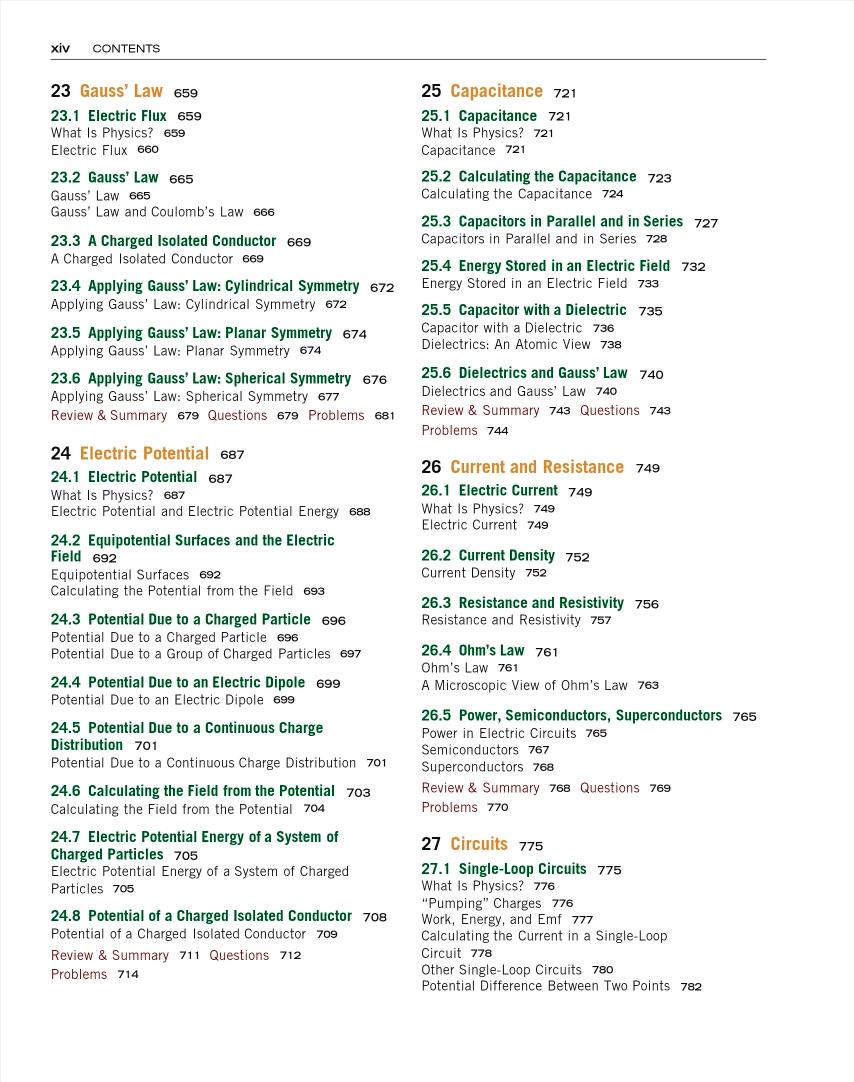 xiv CONTENTS
23 Gauss’ Law 659
23.1 Electric Flux 659
What Is Physics? 659
Electric Flux 660
23.2 Gauss’ Law 665
Gauss’ Law 665
Gauss’ Law and Coulomb’s Law 666
23.3 A Charged Isolated Conductor 669
A Charged Isolated Conductor 669
23.4 Applying Gauss’ Law: Cylindrical Symmetry 672
Applying Gauss’ Law: Cylindrical Symmetry 672
23.5 Applying Gauss’ Law: Planar Symmetry 674
Applying Gauss’ Law: Planar Symmetry 674
23.6 Applying Gauss’ Law: Spherical Symmetry 676
Applying Gauss’ Law: Spherical Symmetry 677
Review & Summary 679 Questions 679 Problems 681
24 Electric Potential 687
24.1 Electric Potential 687
What Is Physics? 687
Electric Potential and Electric Potential Energy 688
24.2 Equipotential Surfaces and the Electric
Field 692
Equipotential Surfaces 692
Calculating the Potential from the Field 693
24.3 Potential Due to a Charged Particle 696
Potential Due to a Charged Particle 696
Potential Due to a Group of Charged Particles 697
24.4 Potential Due to an Electric Dipole 699
Potential Due to an Electric Dipole 699
24.5 Potential Due to a Continuous Charge
Distribution 701
Potential Due to a Continuous Charge Distribution 701
24.6 Calculating the Field from the Potential 703
Calculating the Field from the Potential 704
24.7 Electric Potential Energy of a System of
Charged Particles 705
Electric Potential Energy of a System of Charged
Particles 705
24.8 Potential of a Charged Isolated Conductor 708
Potential of a Charged Isolated Conductor 709
Review & Summary 711 Questions 712
Problems 714
25 Capacitance 721
25.1 Capacitance 721
What Is Physics? 721
Capacitance 721
25.2 Calculating the Capacitance 723
Calculating the Capacitance 724
25.3 Capacitors in Parallel and in Series 727
Capacitors in Parallel and in Series 728
25.4 Energy Stored in an Electric Field 732
Energy Stored in an Electric Field 733
25.5 Capacitor with a Dielectric 735
Capacitor with a Dielectric 736
Dielectrics: An Atomic View 738
25.6 Dielectrics and Gauss’ Law 740
Dielectrics and Gauss’ Law 740
Review & Summary 743 Questions 743
Problems 744
26 Current and Resistance 749
26.1 Electric Current 749
What Is Physics? 749
Electric Current 749
26.2 Current Density 752
Current Density 752
26.3 Resistance and Resistivity 756
Resistance and Resistivity 757
26.4 Ohm’s Law 761
Ohm’s Law 761
A Microscopic View of Ohm’s Law 763
26.5 Power, Semiconductors, Superconductors 765
Power in Electric Circuits 765
Semiconductors 767
Superconductors 768
Review & Summary 768 Questions 769
Problems 770
27 Circuits 775
27.1 Single-Loop Circuits 775
What Is Physics? 776
“Pumping” Charges 776
Work, Energy, and Emf 777
Calculating the Current in a Single-Loop
Circuit 778
Other Single-Loop Circuits 780
Potential Difference Between Two Points 782